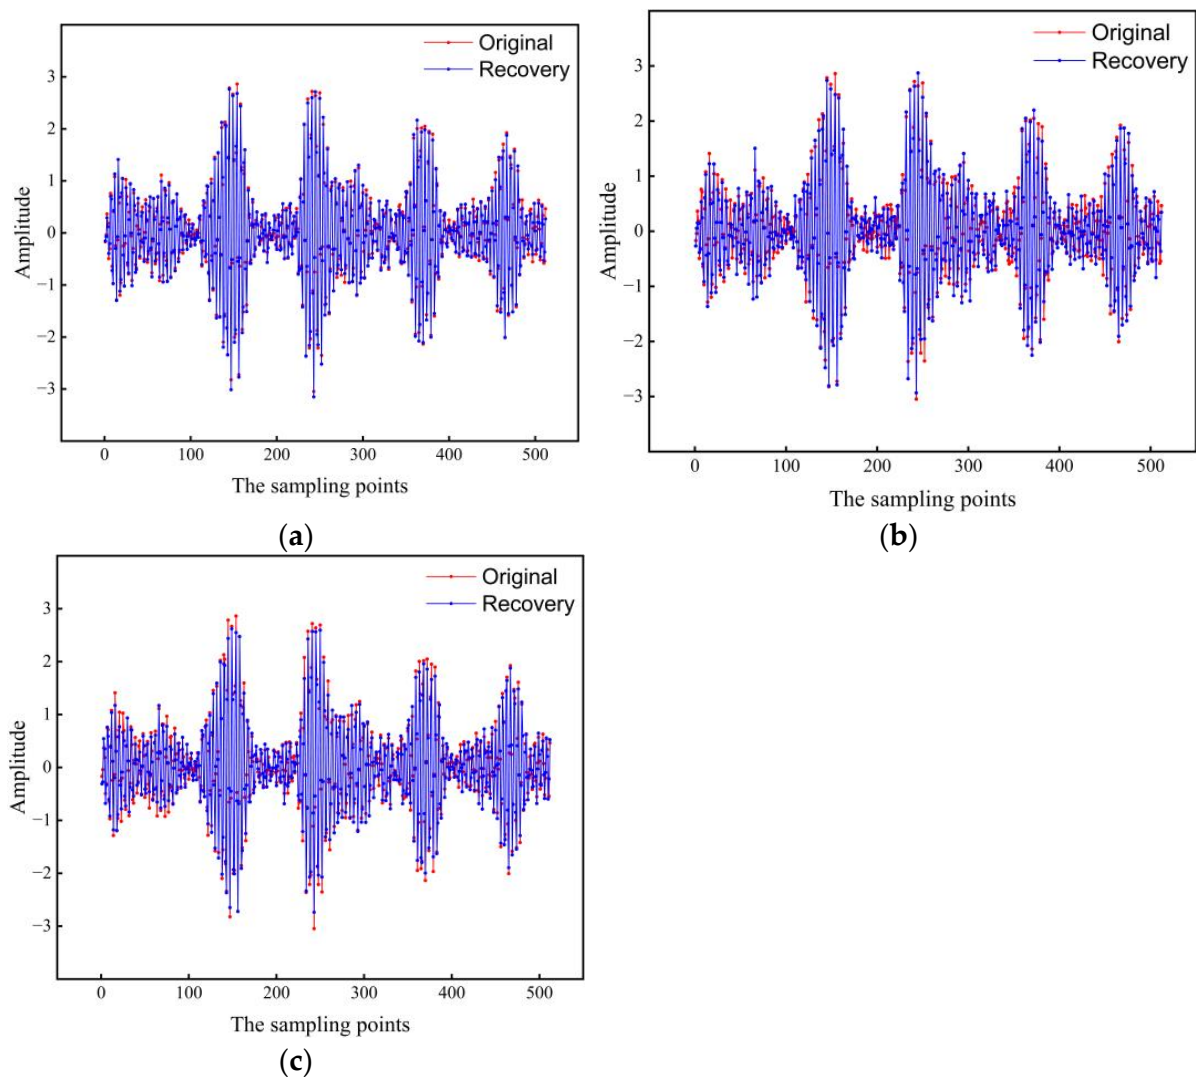 Original
Recovery
3
2
1
0
−1
−2
−3
Amplitude
0 100 200 300 400 500
The sampling points
(a)
Original
Recovery
3
2
1
0
−1
−2
−3
Amplitude
0 100 200 300 400 500
The sampling points
(b)
Original
Recovery
3
2
1
0
−1
−2
−3
Amplitude
0 100 200 300 400 500
The sampling points
(c)